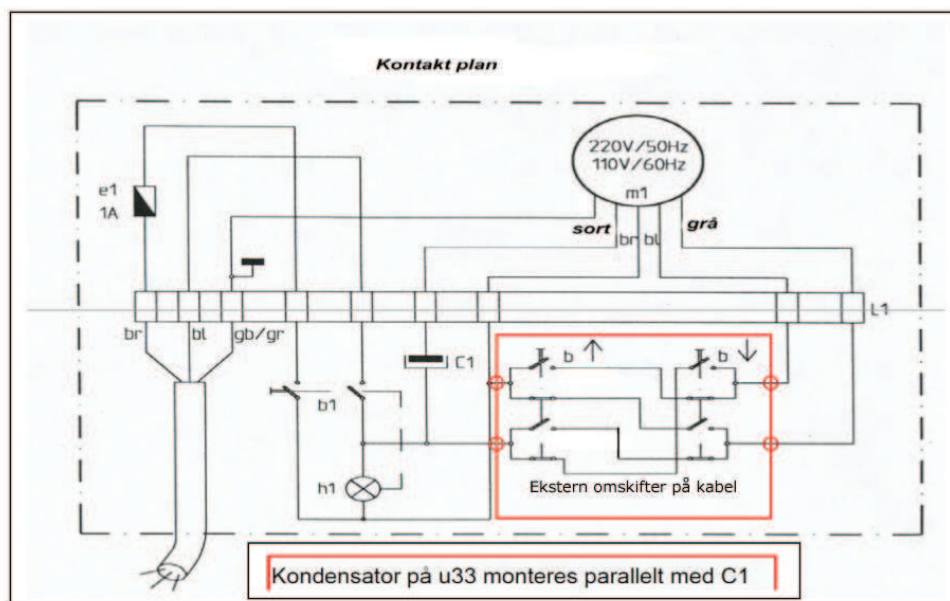 Kontakt plan
220V/50Hz
110V/60Hz
m1
e1
1A
sort
br
bl
grå
br
bl
gb/gr
L1
C1
b
b
b1
h1
Ekstern omskifter på kabel
Kondensator på u33 monteres parallelt med C1